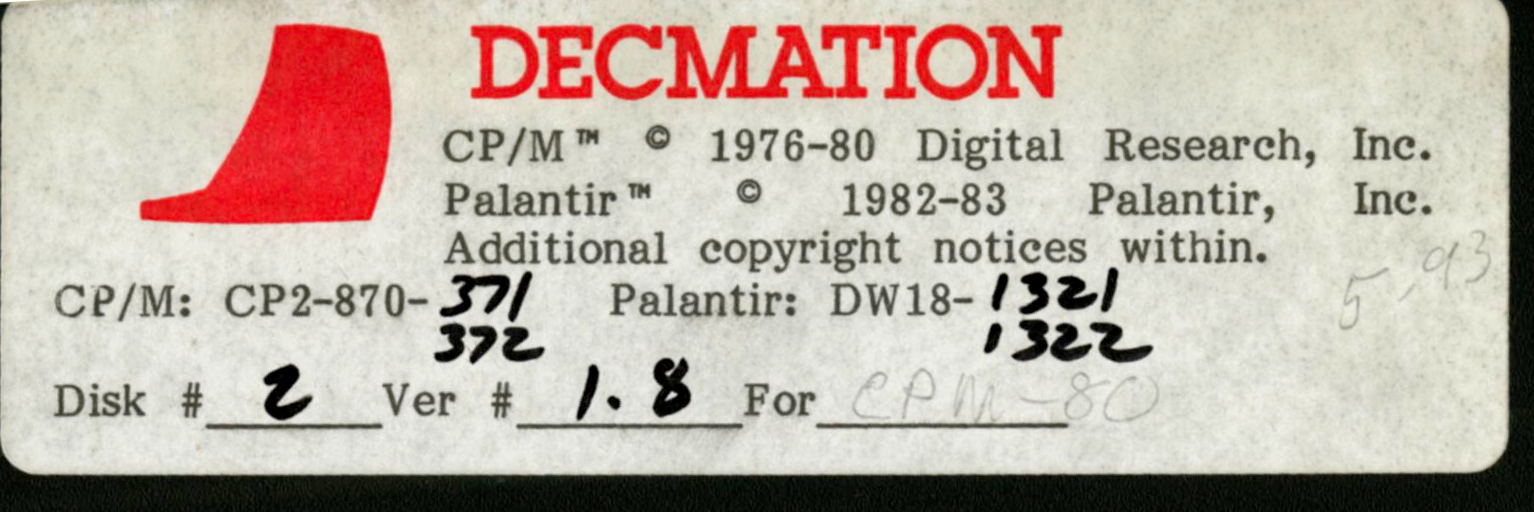 DECMATION
CP/M™ © 1976-80 Digital Research, Inc.
Palantir™ © 1982-83 Palantir, Inc.
Additional copyright notices within.
5,93
CP/M: CP2-870-371 Palantir: DW18-1321
372 1322
Disk # 2 Ver # 1.8 For CPM-80